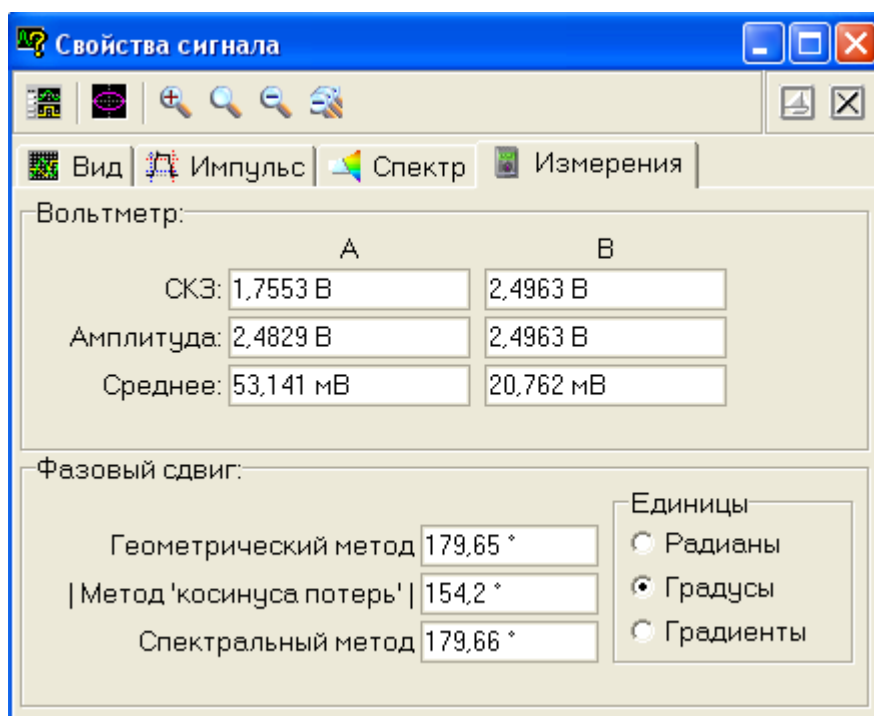 Свойства сигнала
Вид Импульс Спектр Измерения
Вольтметр:
A B
СКЗ: 1,7553 В 2,4963 В
Амплитуда: 2,4829 В 2,4963 В
Среднее: 53,141 мВ 20,762 мВ
Фазовый сдвиг:
Геометрический метод 179,65 °
|Метод 'косинуса потерь'| 154,2 °
Спектральный метод 179,66 °
Единицы
Радианы
Градусы
Градиенты